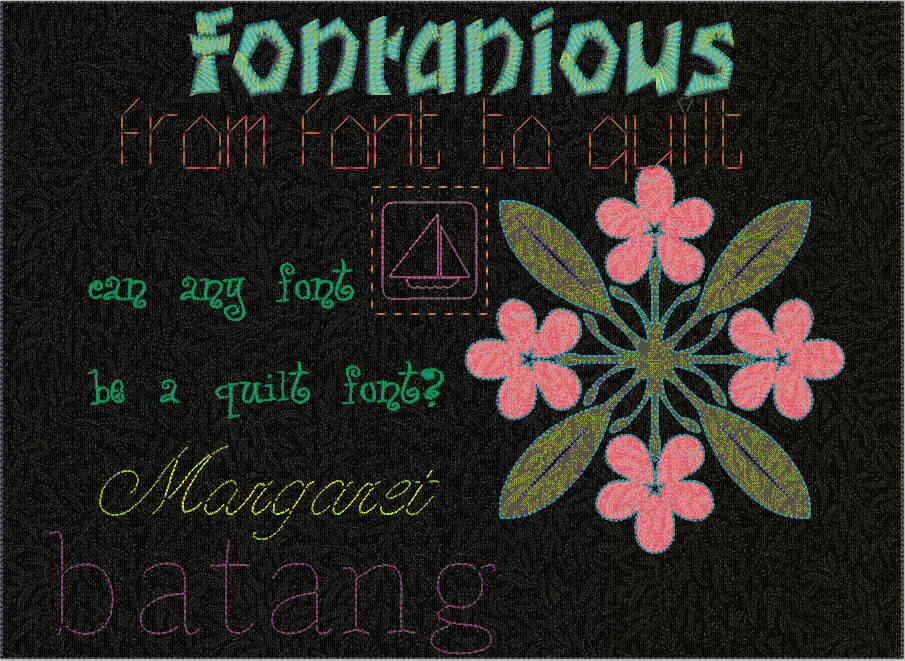 fontanious
from font to quilt
can any font
be a quilt font?
Margaret
batang